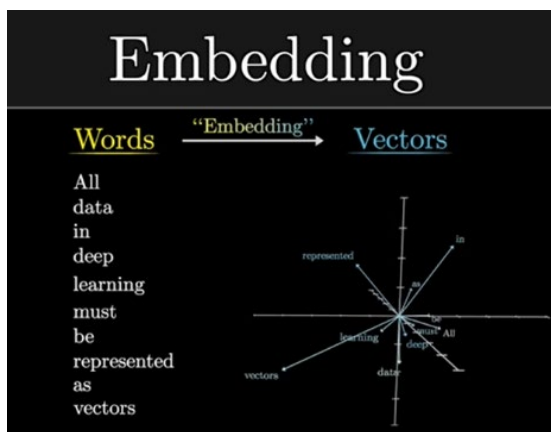 Embedding
Words “Embedding” Vectors
All
data
in
deep
learning
must
be
represented
as
vectors
in
represented
as
be
must
All
learning
deep
data
vectors